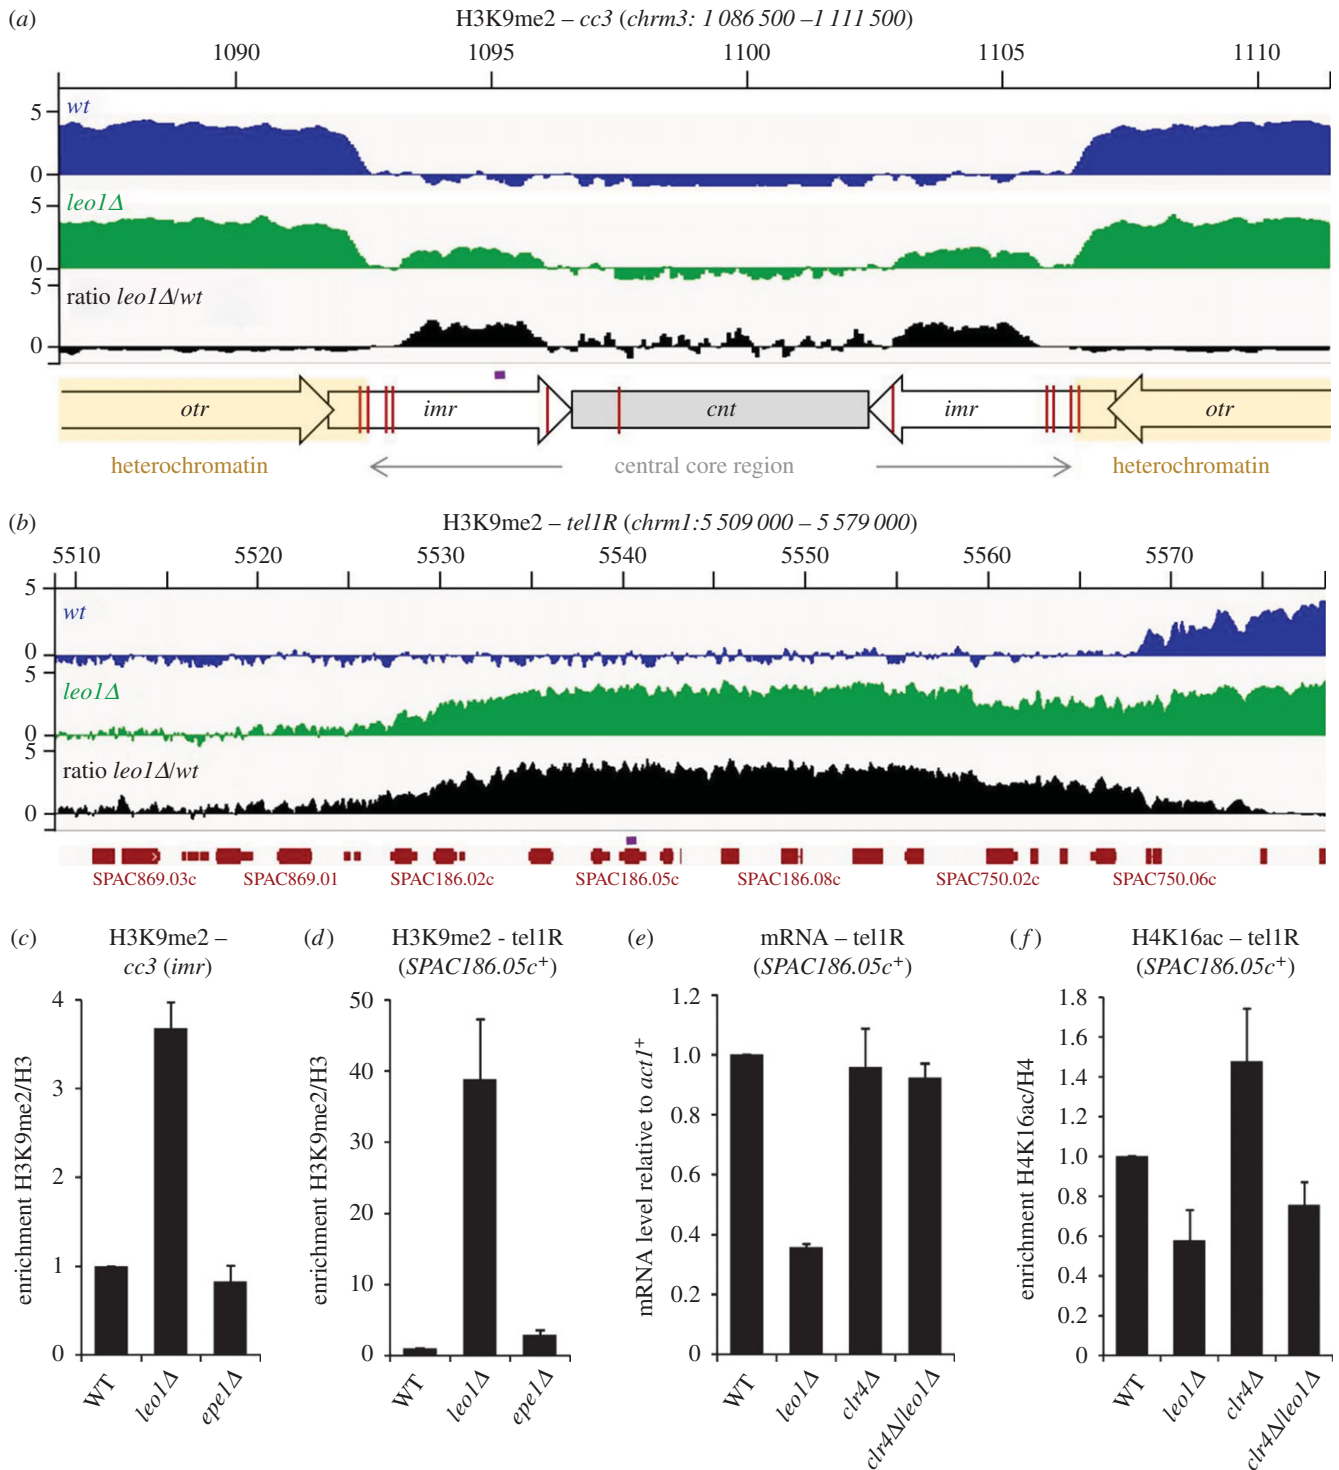 (a) H3K9me2 – cc3 (chrm3: 1 086 500 –1 111 500)
1090 1095 1100 1105 1110
wt
5
0
leo1Δ
5
0
ratio leo1Δ/wt
5
0
otr imr cnt imr otr
heterochromatin central core region heterochromatin
(b) H3K9me2 – tel1R (chrm1:5 509 000 – 5 579 000)
5510 5520 5530 5540 5550 5560 5570
5
wt
0
5
leo1Δ
0
5
ratio leo1Δ/wt
0
SPAC869.03c SPAC869.01 SPAC186.02c SPAC186.05c SPAC186.08c SPAC750.02c SPAC750.06c
(c) H3K9me2 –
cc3 (imr)
enrichment H3K9me2/H3
4
3
2
1
0
WT leo1Δ epe1Δ
(d) H3K9me2 - tel1R
(SPAC186.05c+)
enrichment H3K9me2/H3
50
40
30
20
10
0
WT leo1Δ epe1Δ
(e) mRNA – tel1R
(SPAC186.05c+)
mRNA level relative to act1+
1.2
1.0
0.8
0.6
0.4
0.2
0
WT leo1Δ clr4Δ clr4Δ/leo1Δ
(f) H4K16ac – tel1R
(SPAC186.05c+)
enrichment H4K16ac/H4
1.8
1.6
1.4
1.2
1.0
0.8
0.6
0.4
0.2
0
WT leo1Δ clr4Δ clr4Δ/leo1Δ